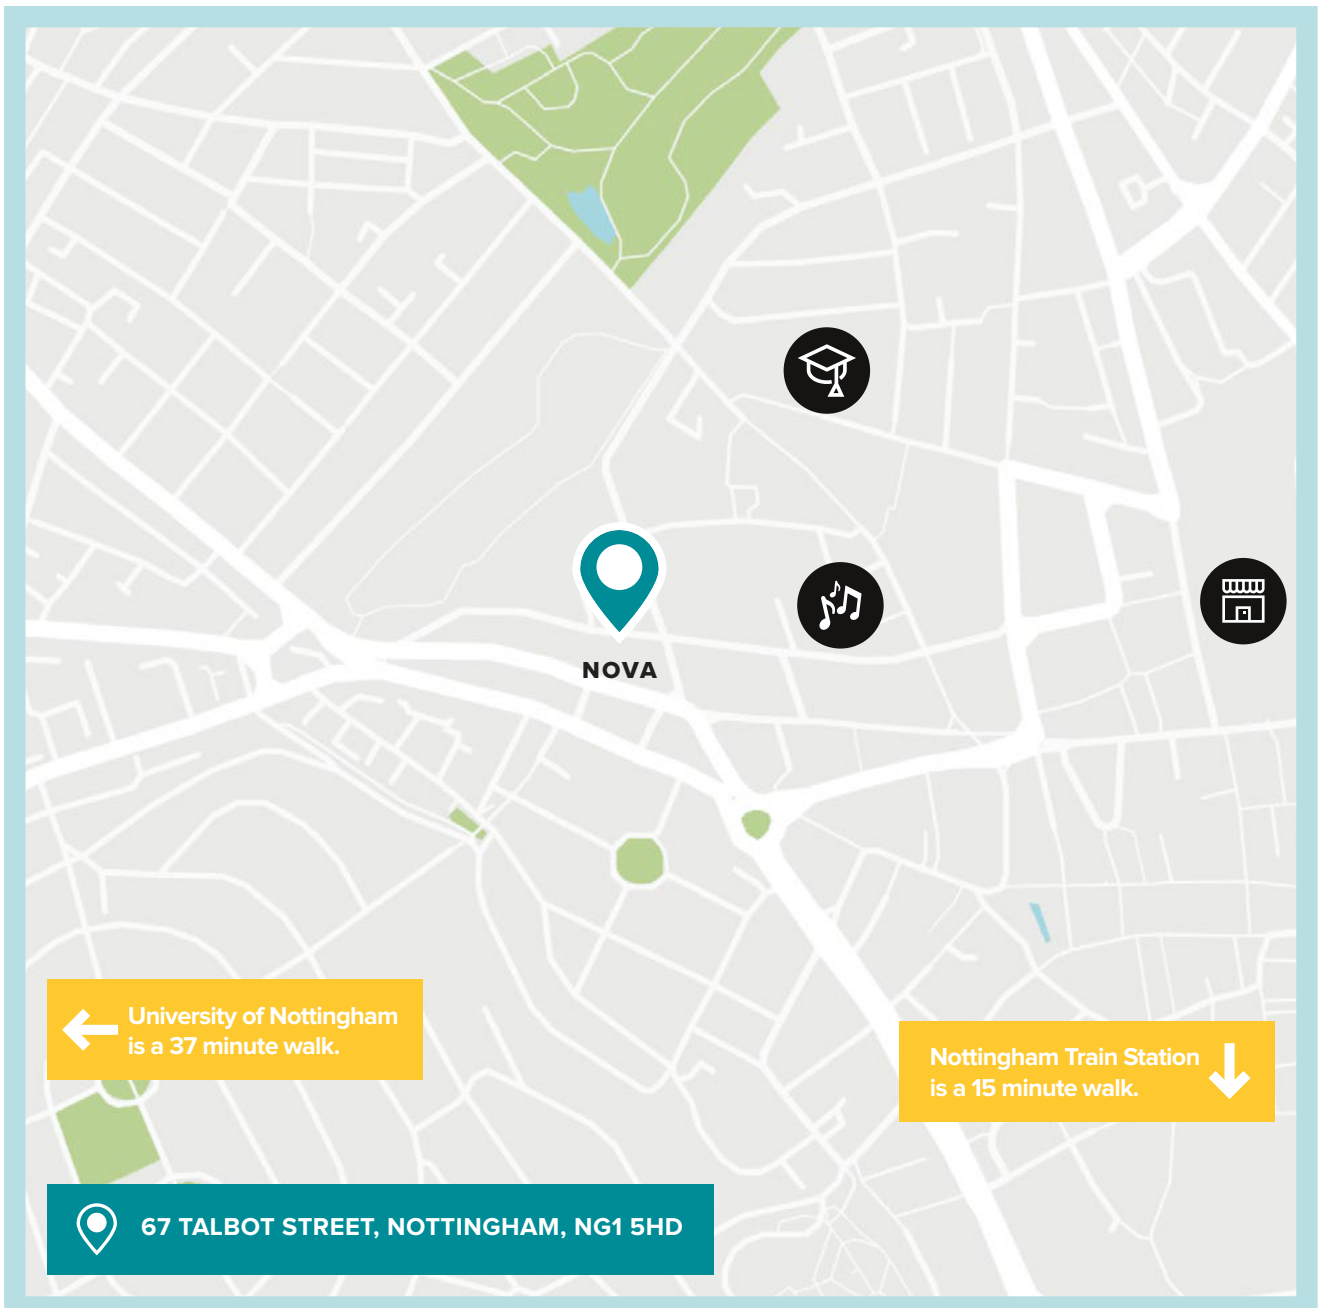 NOVA
University of Nottingham
is a 37 minute walk.
Nottingham Train Station
is a 15 minute walk.
67 TALBOT STREET, NOTTINGHAM, NG1 5HD